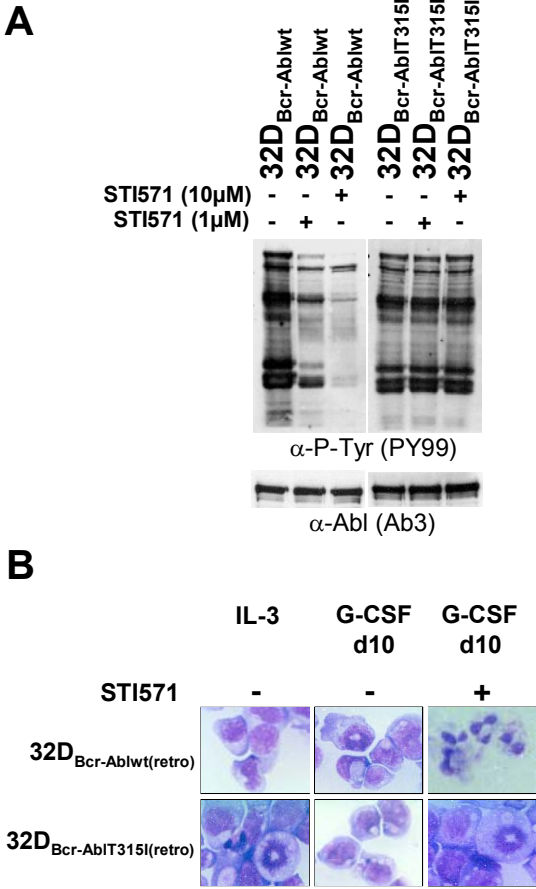 A
32D Bcr-Ablwt
32D Bcr-Ablwt
32D Bcr-Ablwt
32D Bcr-AblT315I
32D Bcr-AblT315I
32D Bcr-AblT315I
STI571 (10μM) - - + - - +
STI571 (1μM) - + - - + -
α-P-Tyr (PY99)
α-Abl (Ab3)
B
IL-3 G-CSF G-CSF
d10 d10
STI571 - - +
32D Bcr-Ablwt(retro)
32D Bcr-AblT315I(retro)